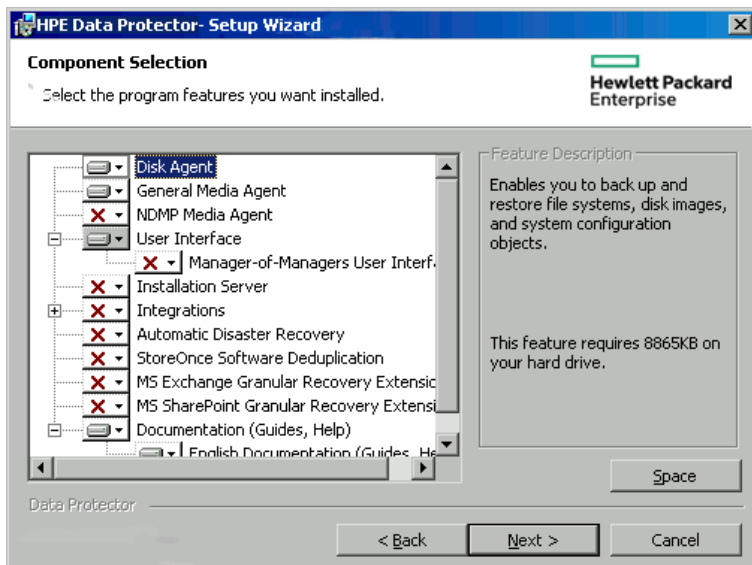 HPE Data Protector- Setup Wizard
Component Selection
Select the program features you want installed.
Hewlett Packard
Enterprise
Disk Agent
General Media Agent
NDMP Media Agent
User Interface
Manager-of-Managers User Interfa
Installation Server
Integrations
Automatic Disaster Recovery
StoreOnce Software Deduplication
MS Exchange Granular Recovery Extensic
MS SharePoint Granular Recovery Extensi
Documentation (Guides, Help)
English Documentation (Guides, He
Feature Description
Enables you to back up and
restore file systems, disk images,
and system configuration
objects.
This feature requires 8865KB on
your hard drive.
Space
Data Protector
< Back
Next >
Cancel